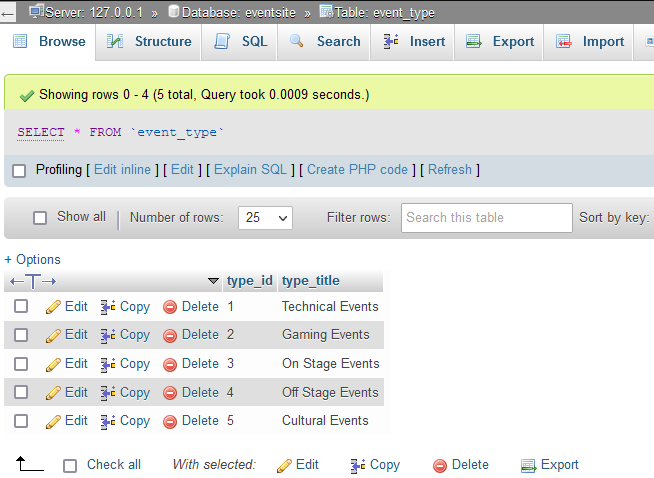 Server: 127.0.0.1 » Database: eventsite » Table: event_type
Browse Structure SQL Search Insert Export Import
Showing rows 0 - 4 (5 total, Query took 0.0009 seconds.)
SELECT * FROM `event_type`
Profiling [ Edit inline ] [ Edit ] [ Explain SQL ] [ Create PHP code ] [ Refresh ]
Show all | Number of rows: 25 Filter rows: Search this table Sort by key:
+ Options
←T→ type_id type_title
Edit Copy Delete 1 Technical Events
Edit Copy Delete 2 Gaming Events
Edit Copy Delete 3 On Stage Events
Edit Copy Delete 4 Off Stage Events
Edit Copy Delete 5 Cultural Events
Check all With selected: Edit Copy Delete Export